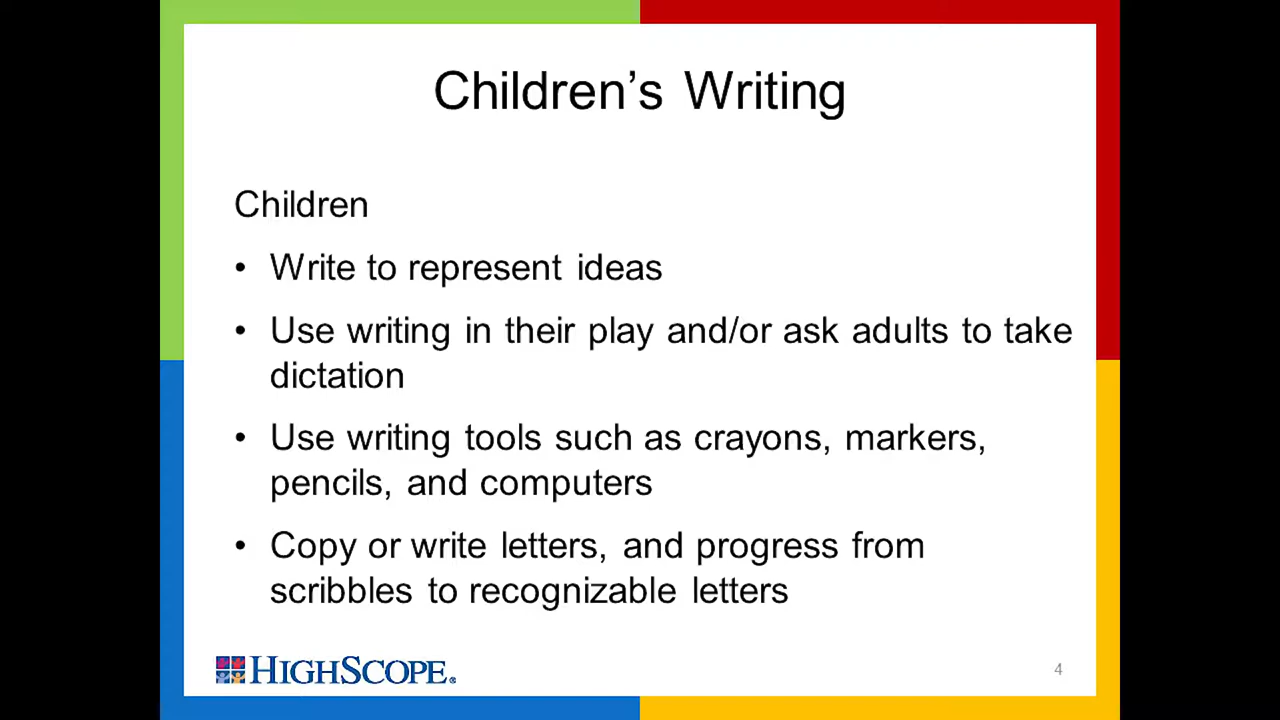 Children’s Writing
Children
• Write to represent ideas
• Use writing in their play and/or ask adults to take
dictation
• Use writing tools such as crayons, markers,
pencils, and computers
• Copy or write letters, and progress from
scribbles to recognizable letters
HIGHSCOPE®
4